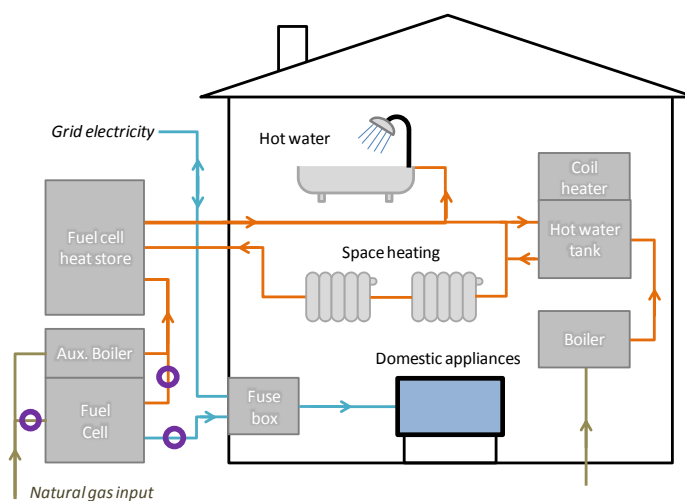 Grid electricity
Hot water
Coil
heater
Fuel cell
heat store
Hot water
tank
Space heating
Aux. Boiler
Boiler
Domestic appliances
Fuel
Cell
Fuse
box
Natural gas input